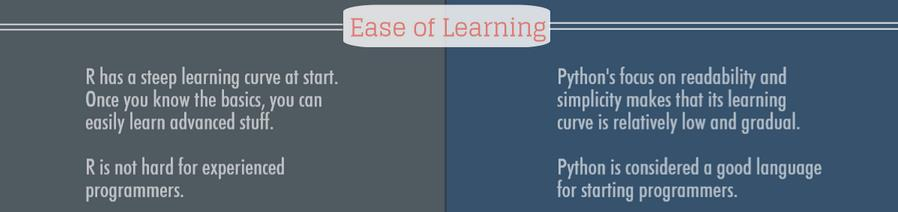 Ease of Learning
R has a steep learning curve at start.
Once you know the basics, you can
easily learn advanced stuff.
R is not hard for experienced
programmers.
Python's focus on readability and
simplicity makes that its learning
curve is relatively low and gradual.
Python is considered a good language
for starting programmers.